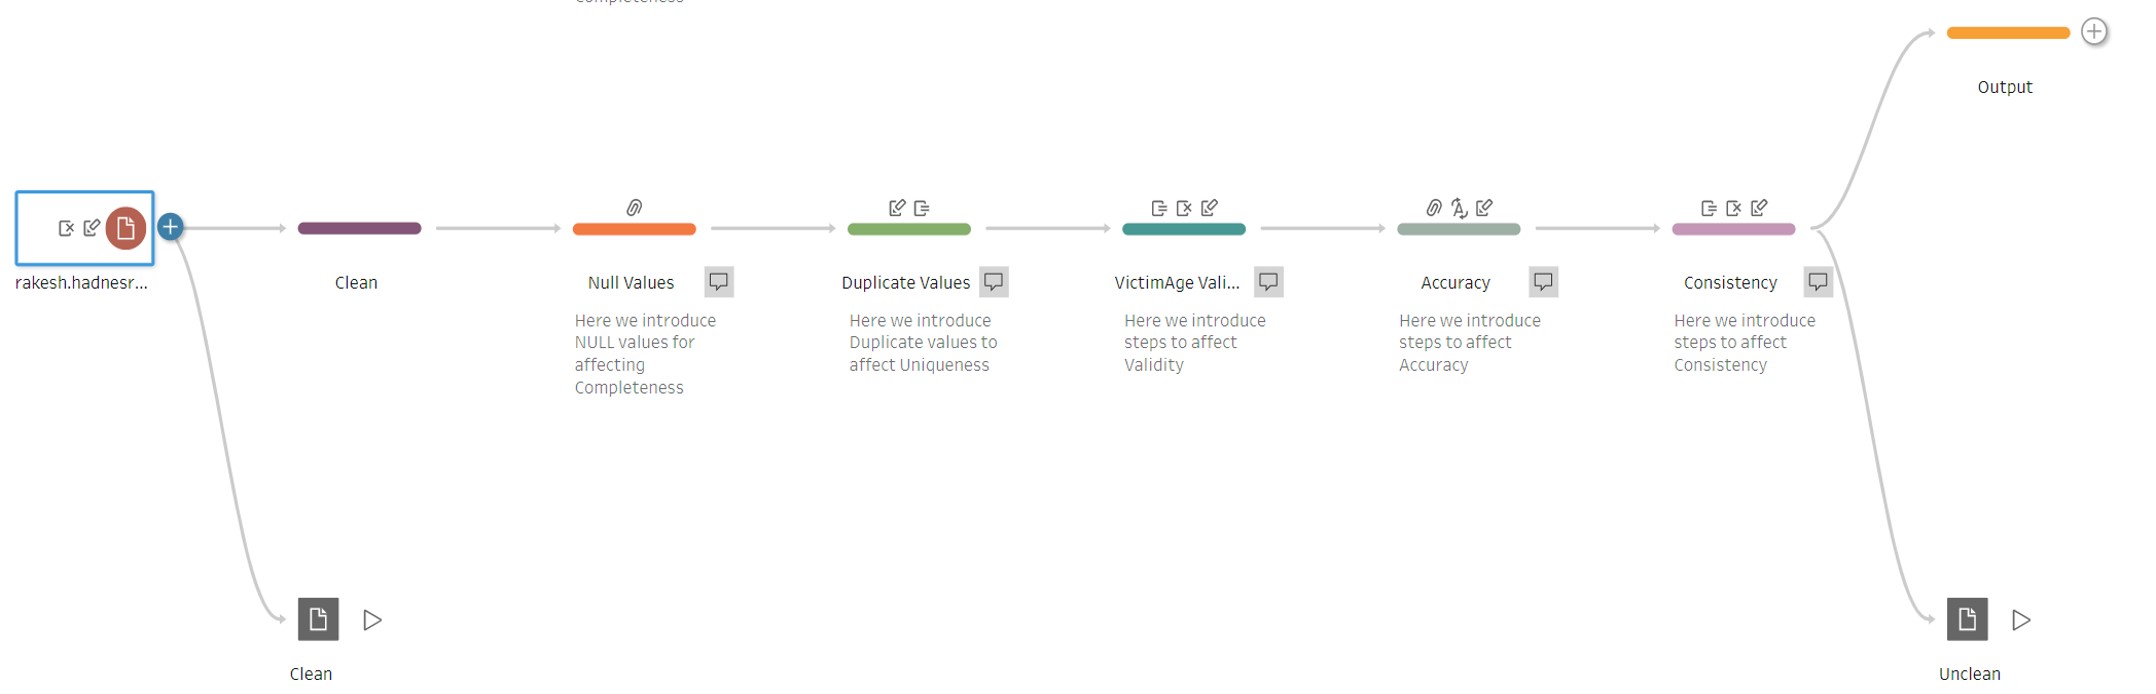 Completeness
Output
rakesh.hadnesr...
Clean
Null Values
Duplicate Values
VictimAge Vali...
Accuracy
Consistency
Here we introduce
NULL values for
affecting
Completeness
Here we introduce
Duplicate values to
affect Uniqueness
Here we introduce
steps to affect
Validity
Here we introduce
steps to affect
Accuracy
Here we introduce
steps to affect
Consistency
Clean
Unclean